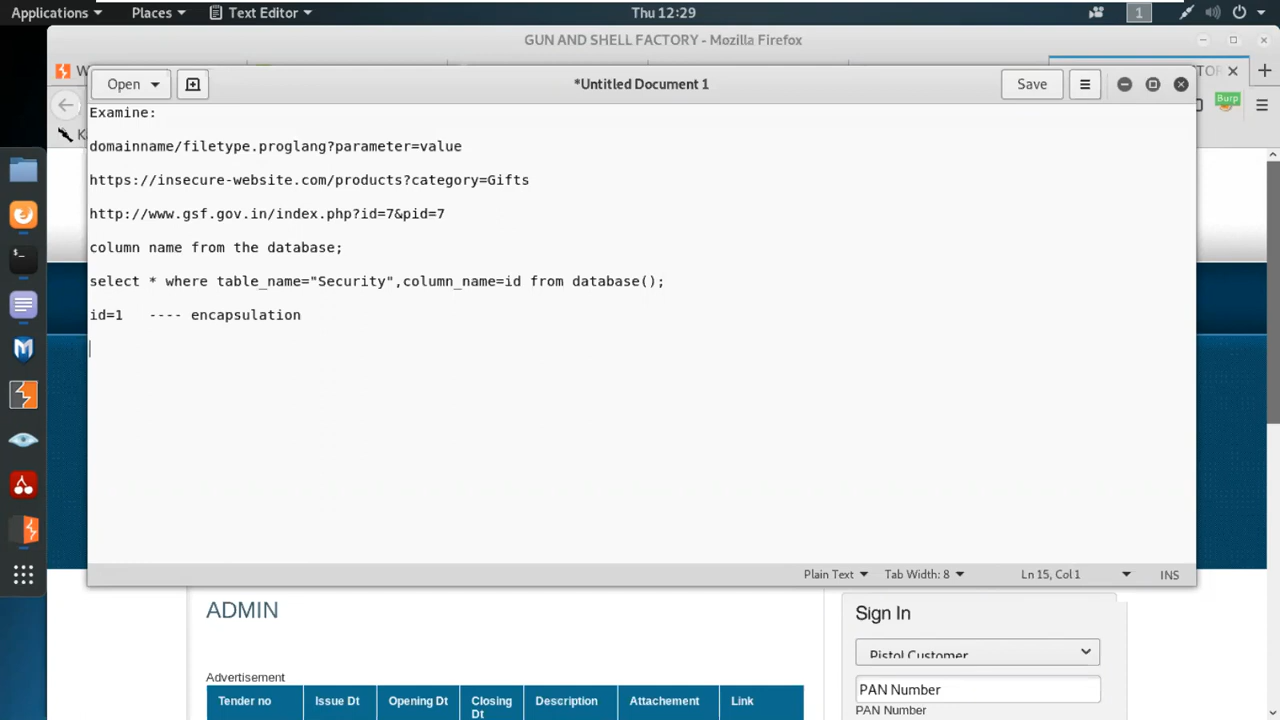 Applications Places Text Editor Thu 12:29 1
GUN AND SHELL FACTORY - Mozilla Firefox
Open *Untitled Document 1 Save
Burp
Examine:
domainname/filetype.proglang?parameter=value
https://insecure-website.com/products?category=Gifts
http://www.gsf.gov.in/index.php?id=7&pid=7
column name from the database;
select * where table_name="Security",column_name=id from database();
id=1 ---- encapsulation
Plain Text Tab Width: 8 Ln 15, Col 1 INS
ADMIN
Sign In
Pistol Customer
Advertisement
PAN Number
Tender no Issue Dt Opening Dt Closing Dt Description Attachement Link
PAN Number